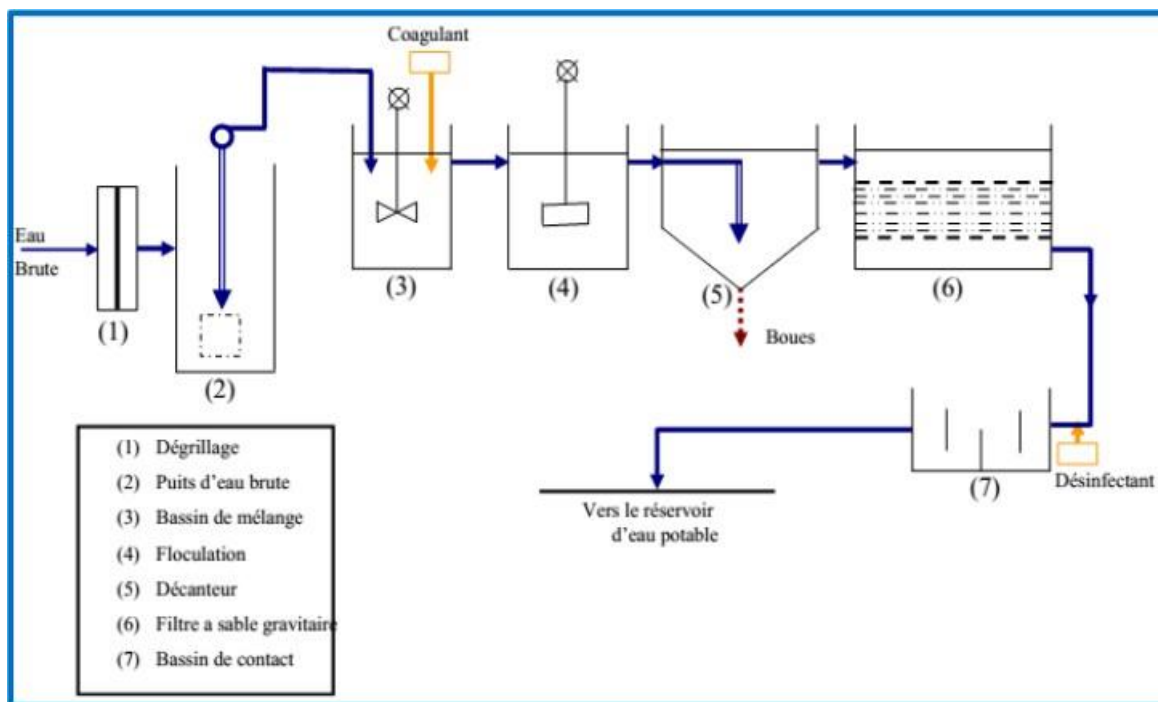 Coagulant
Eau
Brute
(1)
(2)
(3)
(4)
(5)
(6)
Boues
(7)
Désinfectant
Vers le réservoir
d'eau potable
(1) Dégrillage
(2) Puits d'eau brute
(3) Bassin de mélange
(4) Floculation
(5) Décanteur
(6) Filtre a sable gravitaire
(7) Bassin de contact